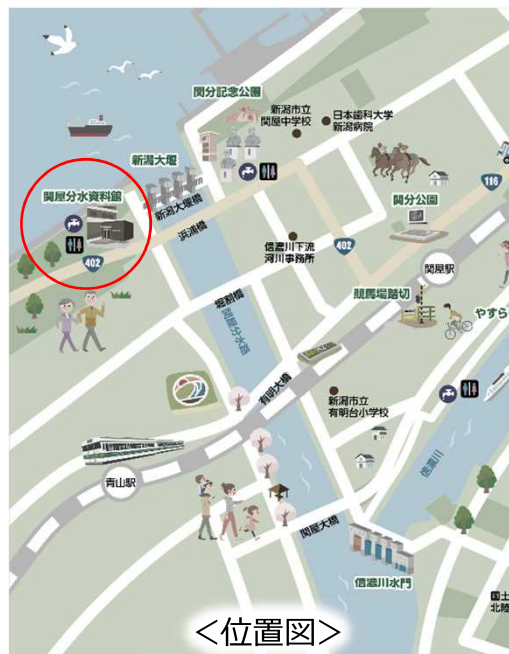 関分記念公園
新潟市立
関屋中学校
日本歯科大学
新潟病院
新潟大堰
関屋分水資料館
新潟大堰橋
116
浜浦橋
関分公園
402
信濃川下流
河川事務所
402
関屋駅
堀割橋
競馬場踏切
やすら
関屋分水路
有明大橋
新潟市立
有明台小学校
信濃川
青山駅
関屋大橋
信濃川水門
国土
北陸
＜位置図＞